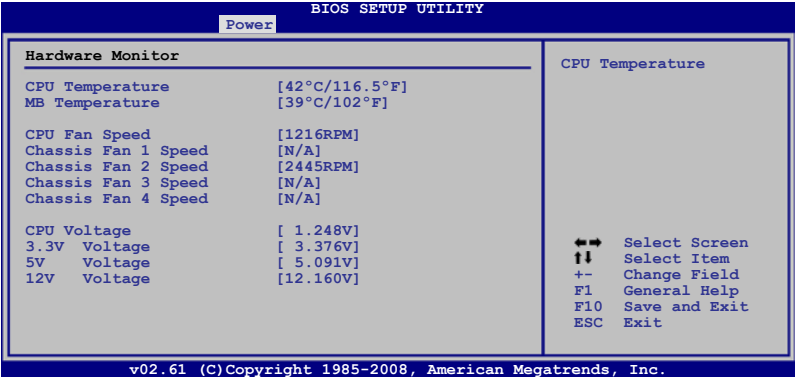 BIOS SETUP UTILITY
Power
Hardware Monitor
CPU Temperature [42°C/116.5°F]
MB Temperature [39°C/102°F]
CPU Fan Speed [1216RPM]
Chassis Fan 1 Speed [N/A]
Chassis Fan 2 Speed [2445RPM]
Chassis Fan 3 Speed [N/A]
Chassis Fan 4 Speed [N/A]
CPU Voltage [ 1.248V]
3.3V Voltage [ 3.376V]
5V Voltage [ 5.091V]
12V Voltage [12.160V]
CPU Temperature
←→ Select Screen
↑↓ Select Item
+- Change Field
F1 General Help
F10 Save and Exit
ESC Exit
v02.61 (C)Copyright 1985-2008, American Megatrends, Inc.